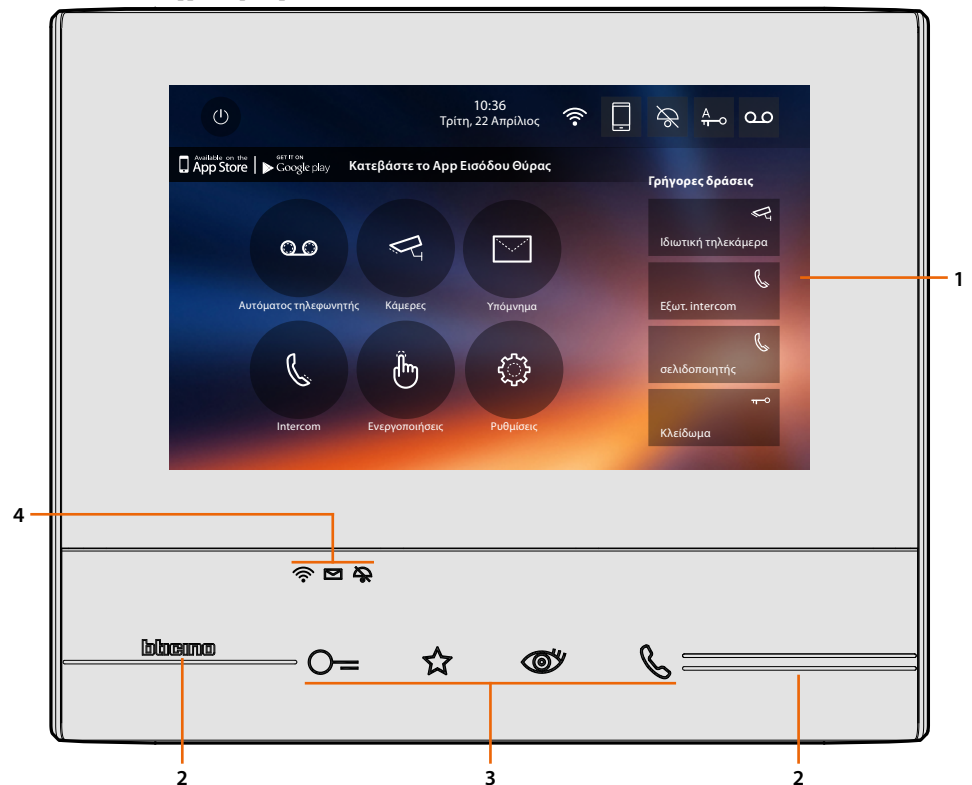 10:36
Τρίτη, 22 Απρίλιος
A
Available on the
App Store
GET IT ON
Google play
Κατεβάστε το App Εισόδου Θύρας
Γρήγορες δράσεις
Ιδιωτική τηλεκάμερα
1
Αυτόματος τηλεφωνητής
Κάμερες
Υπόμνημα
Εξωτ. intercom
σελιδοποιητής
Intercom
Ενεργοποιήσεις
Ρυθμίσεις
Κλείδωμα
4
bticino
2
3
2